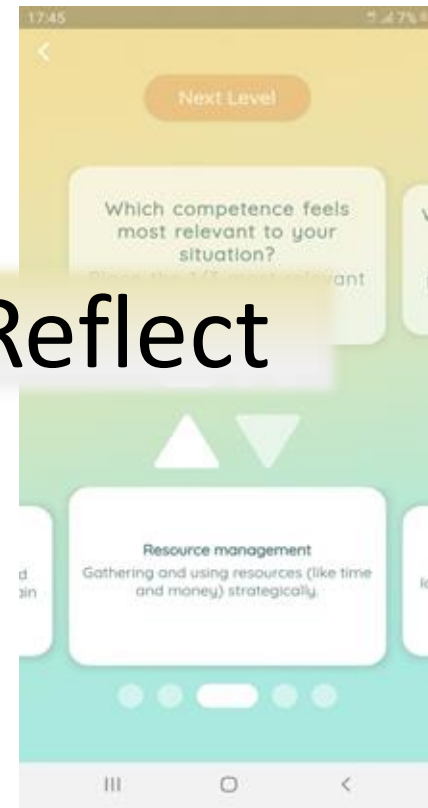 17:45
7%
Next Level
Which competence feels
most relevant to your
situation?
Reflect
Resource management
Gathering and using resources (like time
and money) strategically.